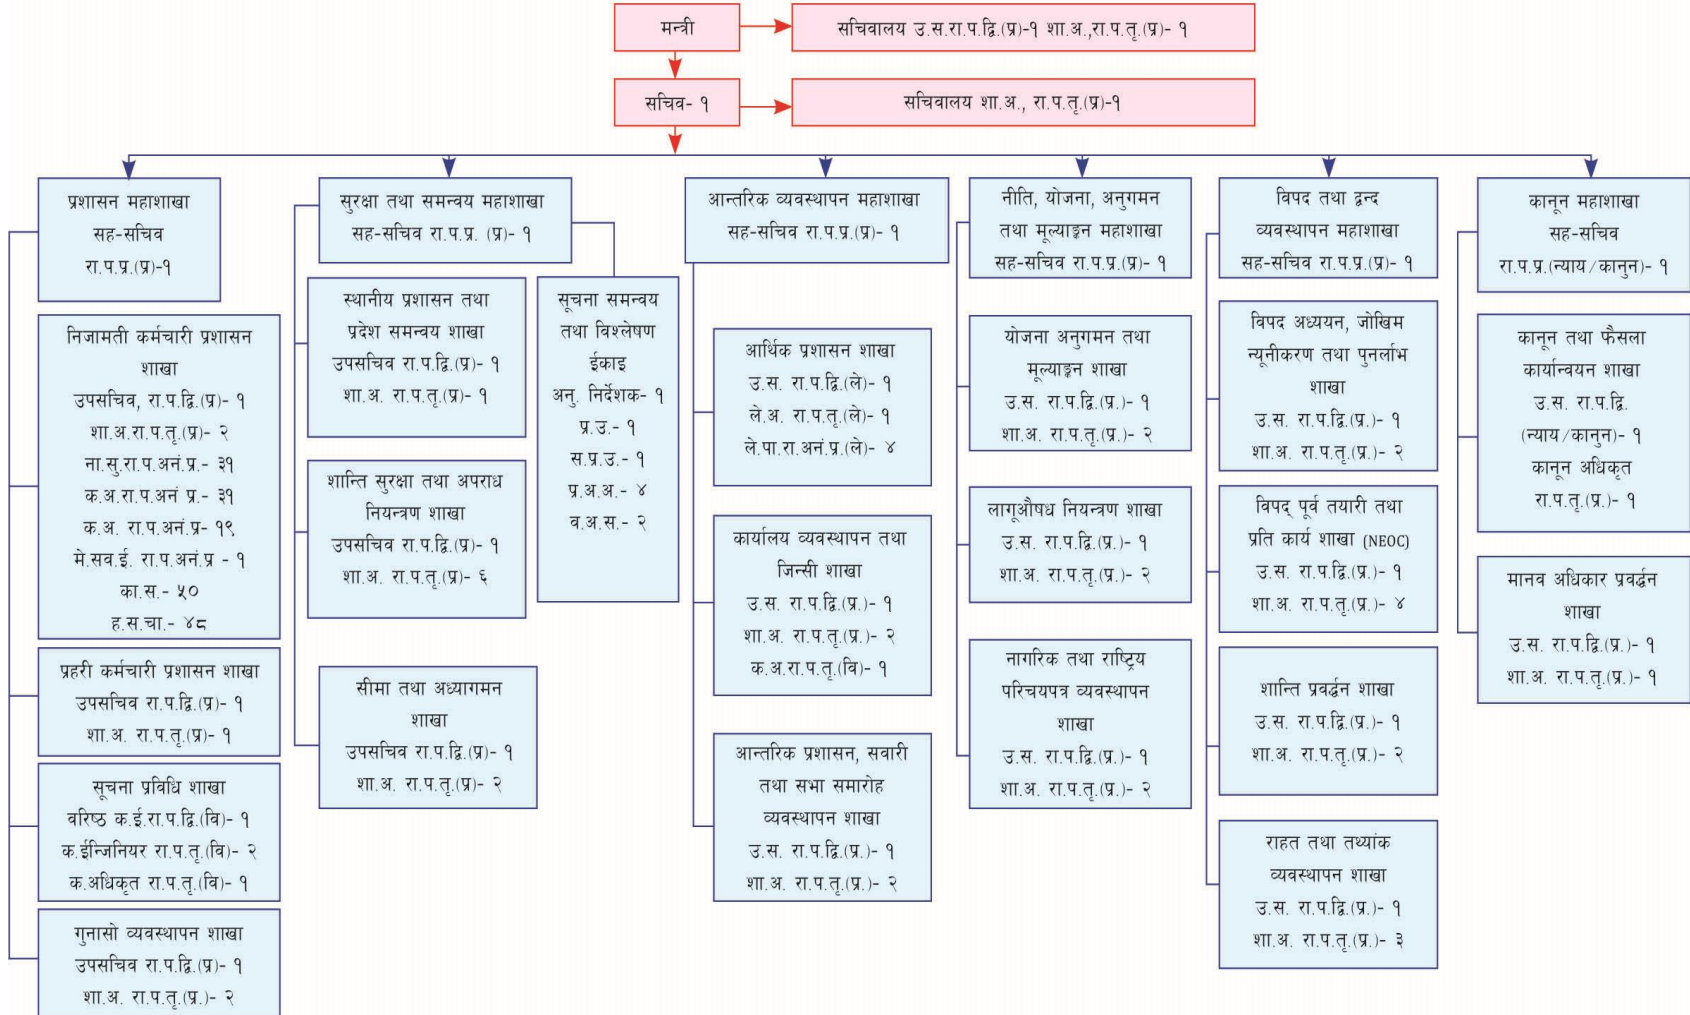 मन्त्री
सचिवालय उ.स.रा.प.द्वि.(प्र)-१ शा.अ.,रा.प.तृ.(प्र)- १
सचिव- १
सचिवालय शा.अ., रा.प.तृ.(प्र)-१
प्रशासन महाशाखा
सह-सचिव
रा.प.प्र.(प्र)-१
निजामती कर्मचारी प्रशासन
शाखा
उपसचिव, रा.प.द्वि.(प्र)- १
शा.अ.रा.प.तृ.(प्र)- २
ना.सु.रा.प.अनं.प्र.- ३१
क.अ.रा.प.अनं प्र.- ३१
क.अ. रा.प.अनं.प्र- १९
मे.सव.ई. रा.प.अनं.प्र - १
का.स.- ५०
ह.स.चा.- ४८
प्रहरी कर्मचारी प्रशासन शाखा
उपसचिव रा.प.द्वि.(प्र)- १
शा.अ. रा.प.तृ.(प्र)- १
सूचना प्रविधि शाखा
वरिष्ठ क.ई.रा.प.द्वि.(वि)- १
क.ईन्जिनियर रा.प.तृ.(वि)- २
क.अधिकृत रा.प.तृ.(वि)- १
गुनासो व्यवस्थापन शाखा
उपसचिव रा.प.द्वि.(प्र)- १
शा.अ. रा.प.तृ.(प्र.)- २
सुरक्षा तथा समन्वय महाशाखा
सह-सचिव रा.प.प्र. (प्र)- १
स्थानीय प्रशासन तथा
प्रदेश समन्वय शाखा
उपसचिव रा.प.द्वि.(प्र)- १
शा.अ. रा.प.तृ.(प्र)- १
शान्ति सुरक्षा तथा अपराध
नियन्त्रण शाखा
उपसचिव रा.प.द्वि.(प्र)- १
शा.अ. रा.प.तृ.(प्र)- ६
सीमा तथा अध्यागमन
शाखा
उपसचिव रा.प.द्वि.(प्र)- १
शा.अ. रा.प.तृ.(प्र)- २
सूचना समन्वय
तथा विश्लेषण
ईकाइ
अनु. निर्देशक- १
प्र.उ.- १
स.प्र.उ.- १
प्र.अ.अ.- ४
व.अ.स.- २
आन्तरिक व्यवस्थापन महाशाखा
सह-सचिव रा.प.प्र.(प्र)- १
आर्थिक प्रशासन शाखा
उ.स. रा.प.द्वि.(ले)- १
ले.अ. रा.प.तृ.(ले)- १
ले.पा.रा.अनं.प्र.(ले)- ४
कार्यालय व्यवस्थापन तथा
जिन्सी शाखा
उ.स. रा.प.द्वि.(प्र.)- १
शा.अ. रा.प.तृ.(प्र.)- २
क.अ.रा.प.तृ.(वि)- १
आन्तरिक प्रशासन, सवारी
तथा सभा समारोह
व्यवस्थापन शाखा
उ.स. रा.प.द्वि.(प्र.)- १
शा.अ. रा.प.तृ.(प्र.)- २
नीति, योजना, अनुगमन
तथा मूल्याङ्कन महाशाखा
सह-सचिव रा.प.प्र.(प्र)- १
योजना अनुगमन तथा
मूल्याङ्कन शाखा
उ.स. रा.प.द्वि.(प्र.)- १
शा.अ. रा.प.तृ.(प्र.)- २
लागूऔषध नियन्त्रण शाखा
उ.स. रा.प.द्वि.(प्र.)- १
शा.अ. रा.प.तृ.(प्र.)- २
नागरिक तथा राष्ट्रिय
परिचयपत्र व्यवस्थापन
शाखा
उ.स. रा.प.द्वि.(प्र.)- १
शा.अ. रा.प.तृ.(प्र.)- २
विपद तथा द्वन्द
व्यवस्थापन महाशाखा
सह-सचिव रा.प.प्र.(प्र)- १
विपद अध्ययन, जोखिम
न्यूनीकरण तथा पुनर्लाभ
शाखा
उ.स. रा.प.द्वि.(प्र.)- १
शा.अ. रा.प.तृ.(प्र.)- २
विपद् पूर्व तयारी तथा
प्रति कार्य शाखा (NEOC)
उ.स. रा.प.द्वि.(प्र.)- १
शा.अ. रा.प.तृ.(प्र.)- ४
शान्ति प्रवर्द्धन शाखा
उ.स. रा.प.द्वि.(प्र.)- १
शा.अ. रा.प.तृ.(प्र.)- २
राहत तथा तथ्यांक
व्यवस्थापन शाखा
उ.स. रा.प.द्वि.(प्र.)- १
शा.अ. रा.प.तृ.(प्र.)- ३
कानून महाशाखा
सह-सचिव
रा.प.प्र.(न्याय/कानुन)- १
कानून तथा फैसला
कार्यान्वयन शाखा
उ.स. रा.प.द्वि.
(न्याय/कानुन)- १
कानून अधिकृत
रा.प.तृ.(प्र.)- १
मानव अधिकार प्रवर्द्धन
शाखा
उ.स. रा.प.द्वि.(प्र.)- १
शा.अ. रा.प.तृ.(प्र.)- १